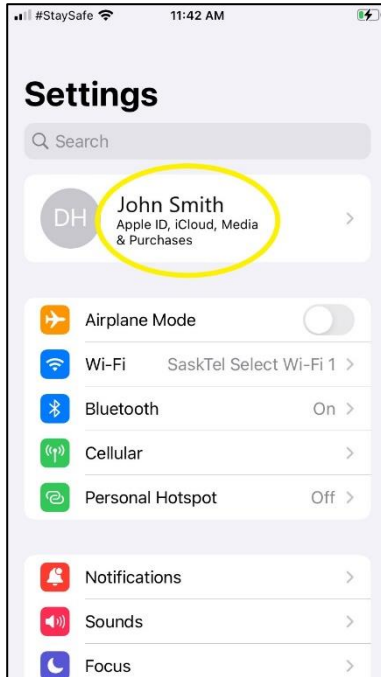 #StaySafe 11:42 AM
Settings
Search
DH
John Smith
Apple ID, iCloud, Media
& Purchases
Airplane Mode
Wi-Fi SaskTel Select Wi-Fi 1
Bluetooth On
Cellular
Personal Hotspot Off
Notifications
Sounds
Focus